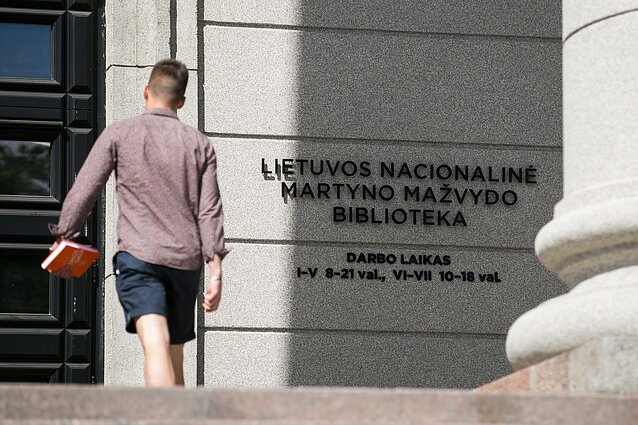 LIETUVOS NACIONALINĖ
MARTYNO MAŽVYDO
BIBLIOTEKA
DARBO LAIKAS
I-V 8-21 val., VI-VII 10-18 val.